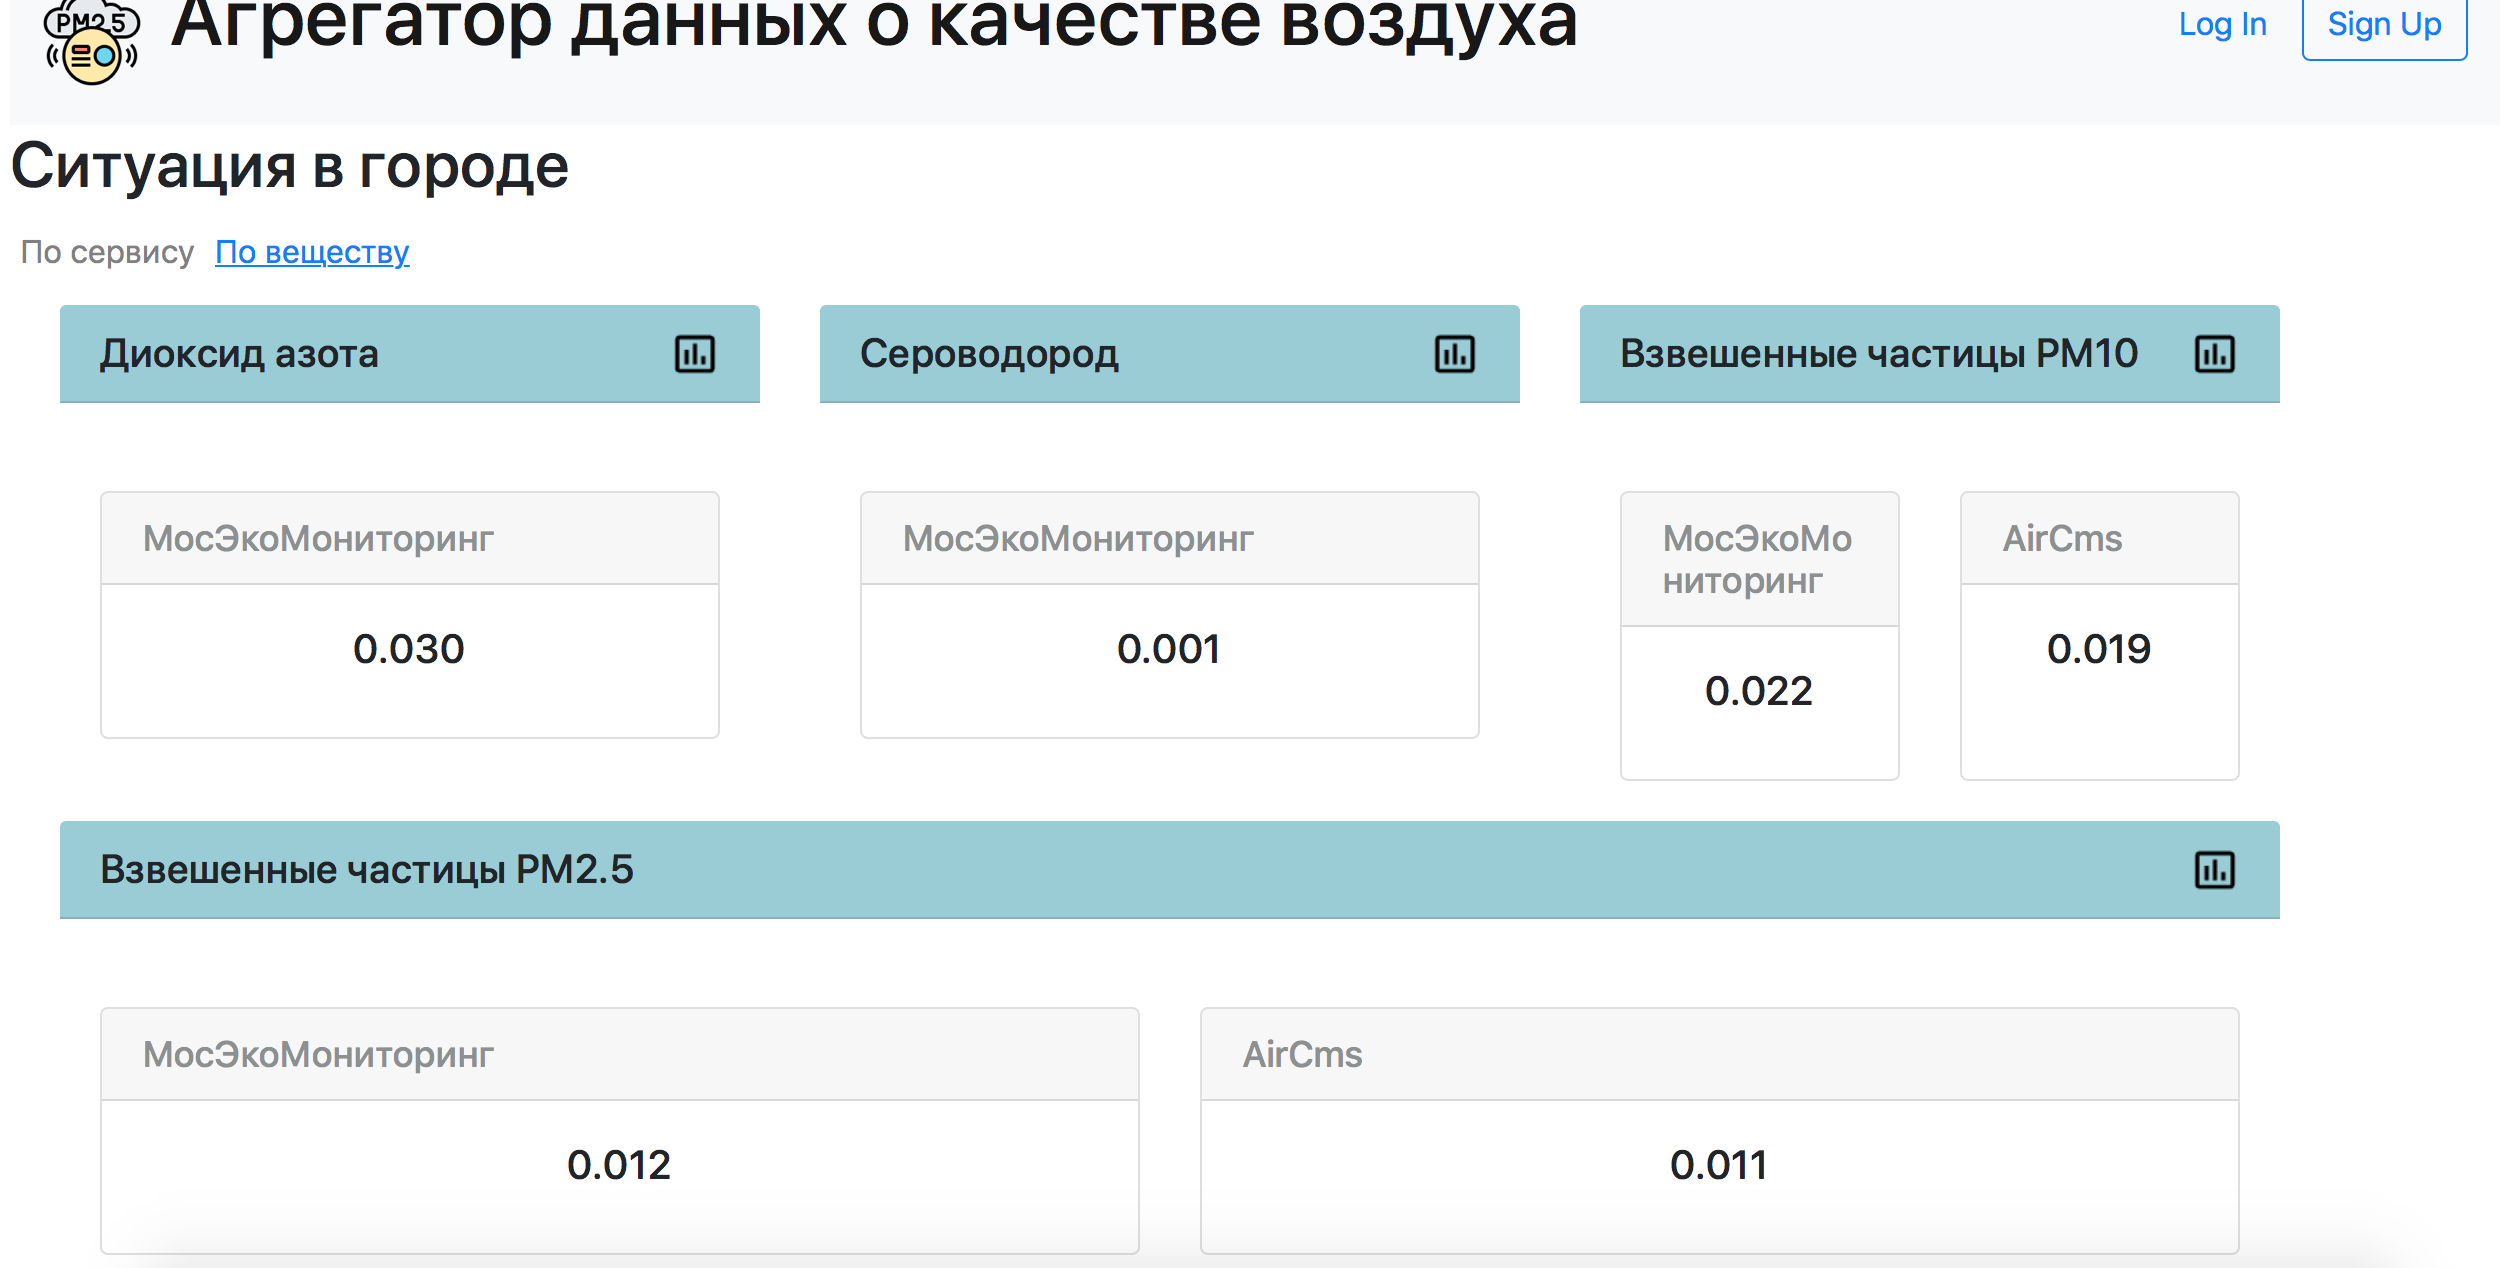 PM2.5
Агрегатор данных о качестве воздуха
Log In
Sign Up
Ситуация в городе
По сервису
По веществу
Диоксид азота
Сероводород
Взвешенные частицы PM10
МосЭкоМониторинг
0.030
МосЭкоМониторинг
0.001
МосЭкоМо
ниторинг
0.022
AirCms
0.019
Взвешенные частицы PM2.5
МосЭкоМониторинг
0.012
AirCms
0.011